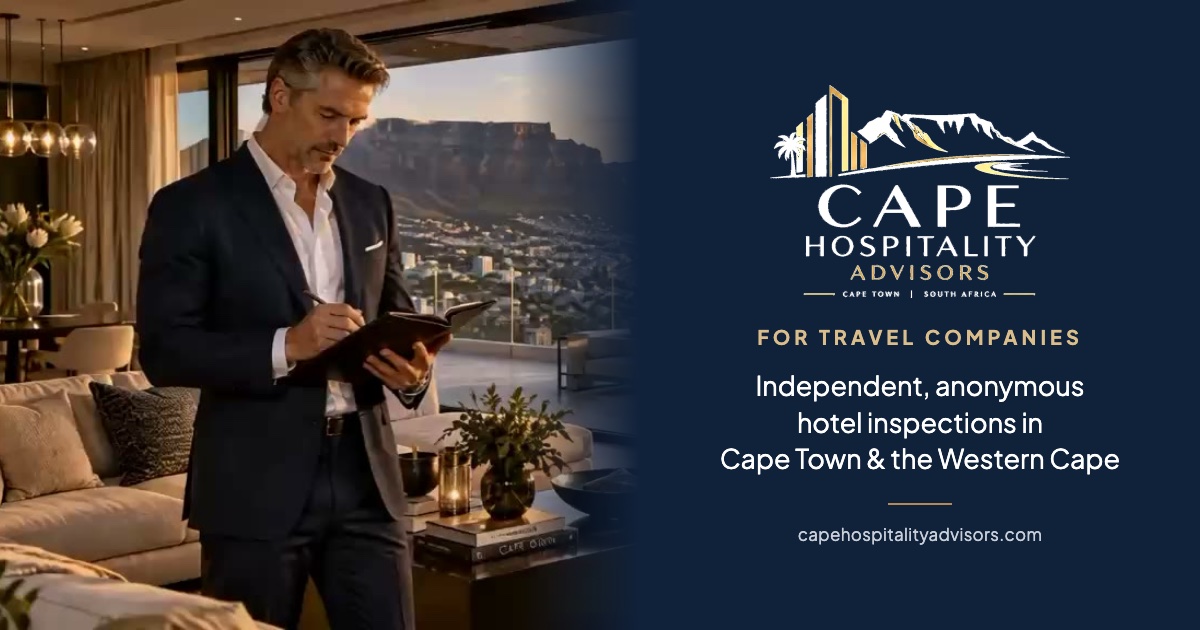 CAPE
HOSPITALITY
ADVISORS
CAPE TOWN | SOUTH AFRICA
FOR TRAVEL COMPANIES
Independent, anonymous
hotel inspections in
Cape Town & the Western Cape
capehospitalityadvisors.com